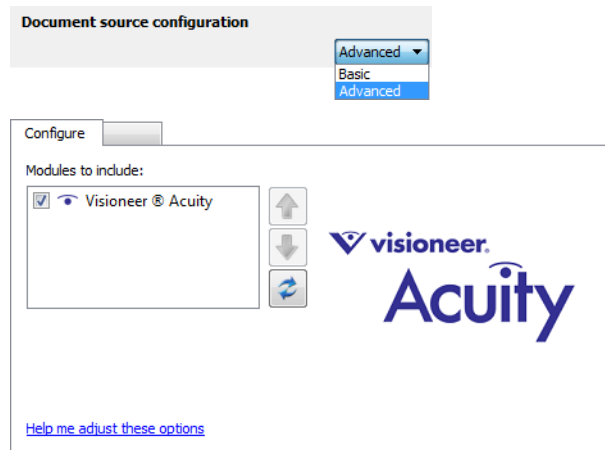 Document source configuration
Advanced
Basic
Advanced
Configure
Modules to include:
Visioneer ® Acuity
visioneer.
Acuity
Help me adjust these options